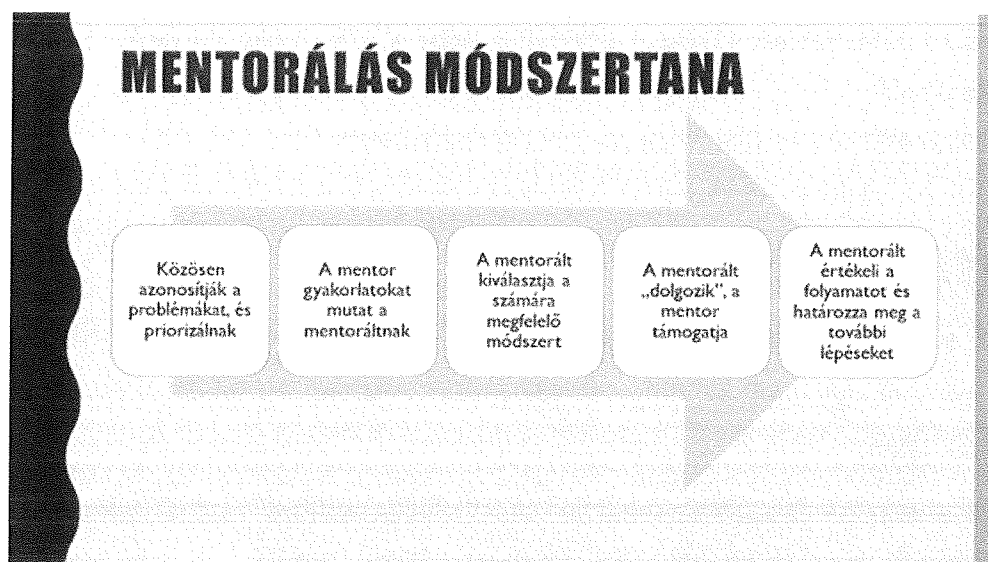 MENTORÁLÁS MÓDSZERTANA
Közösen
azonosítják a
problémákat, és
priorizálnak
A mentor
gyakorlatokat
mutat a
mentoráltnak
A mentorált
kiválasztja a
számára
megfelelő
módszert
A mentorált
„dolgozik”, a
mentor
támogatja
A mentorált
értékeli a
folyamatot és
határozza meg a
további
lépéseket